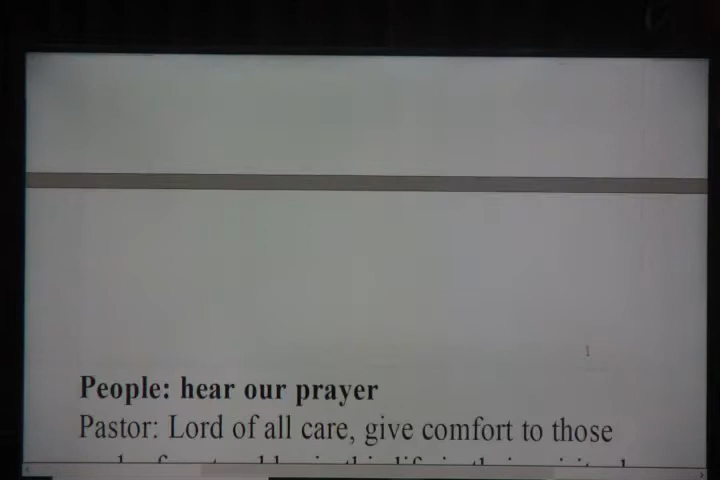 People: hear our prayer
Pastor: Lord of all care, give comfort to those